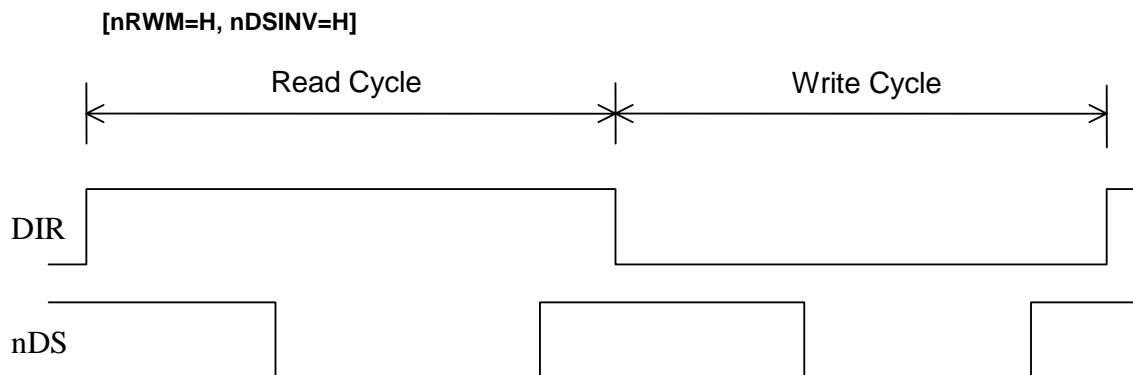 [nRWM=H, nDSINV=H]
Read Cycle
Write Cycle
DIR
nDS